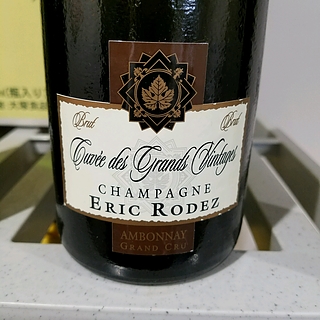 Brut Brut
Cuvée des Grands Vintages
CHAMPAGNE
ERIC RODEZ
AMBONNAY
GRAND CRU